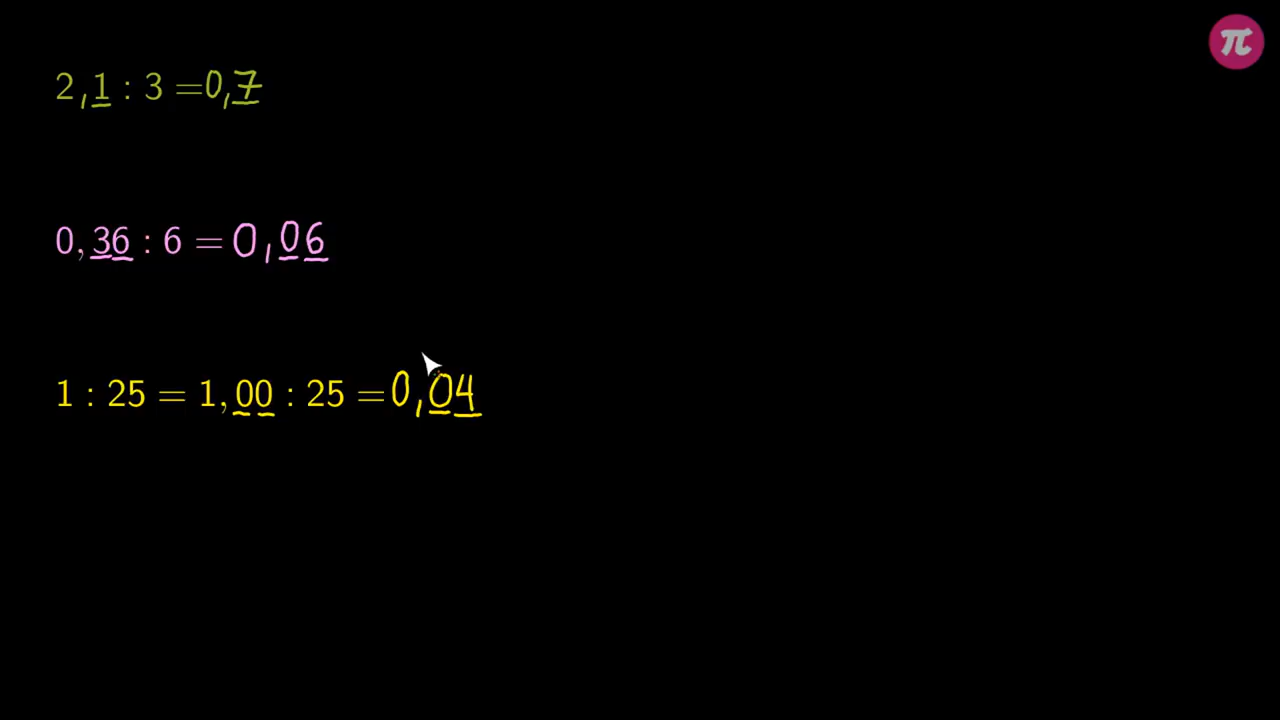 π
2,1 : 3 = 0,7
0,36 : 6 = 0,06
1 : 25 = 1,00 : 25 = 0,04